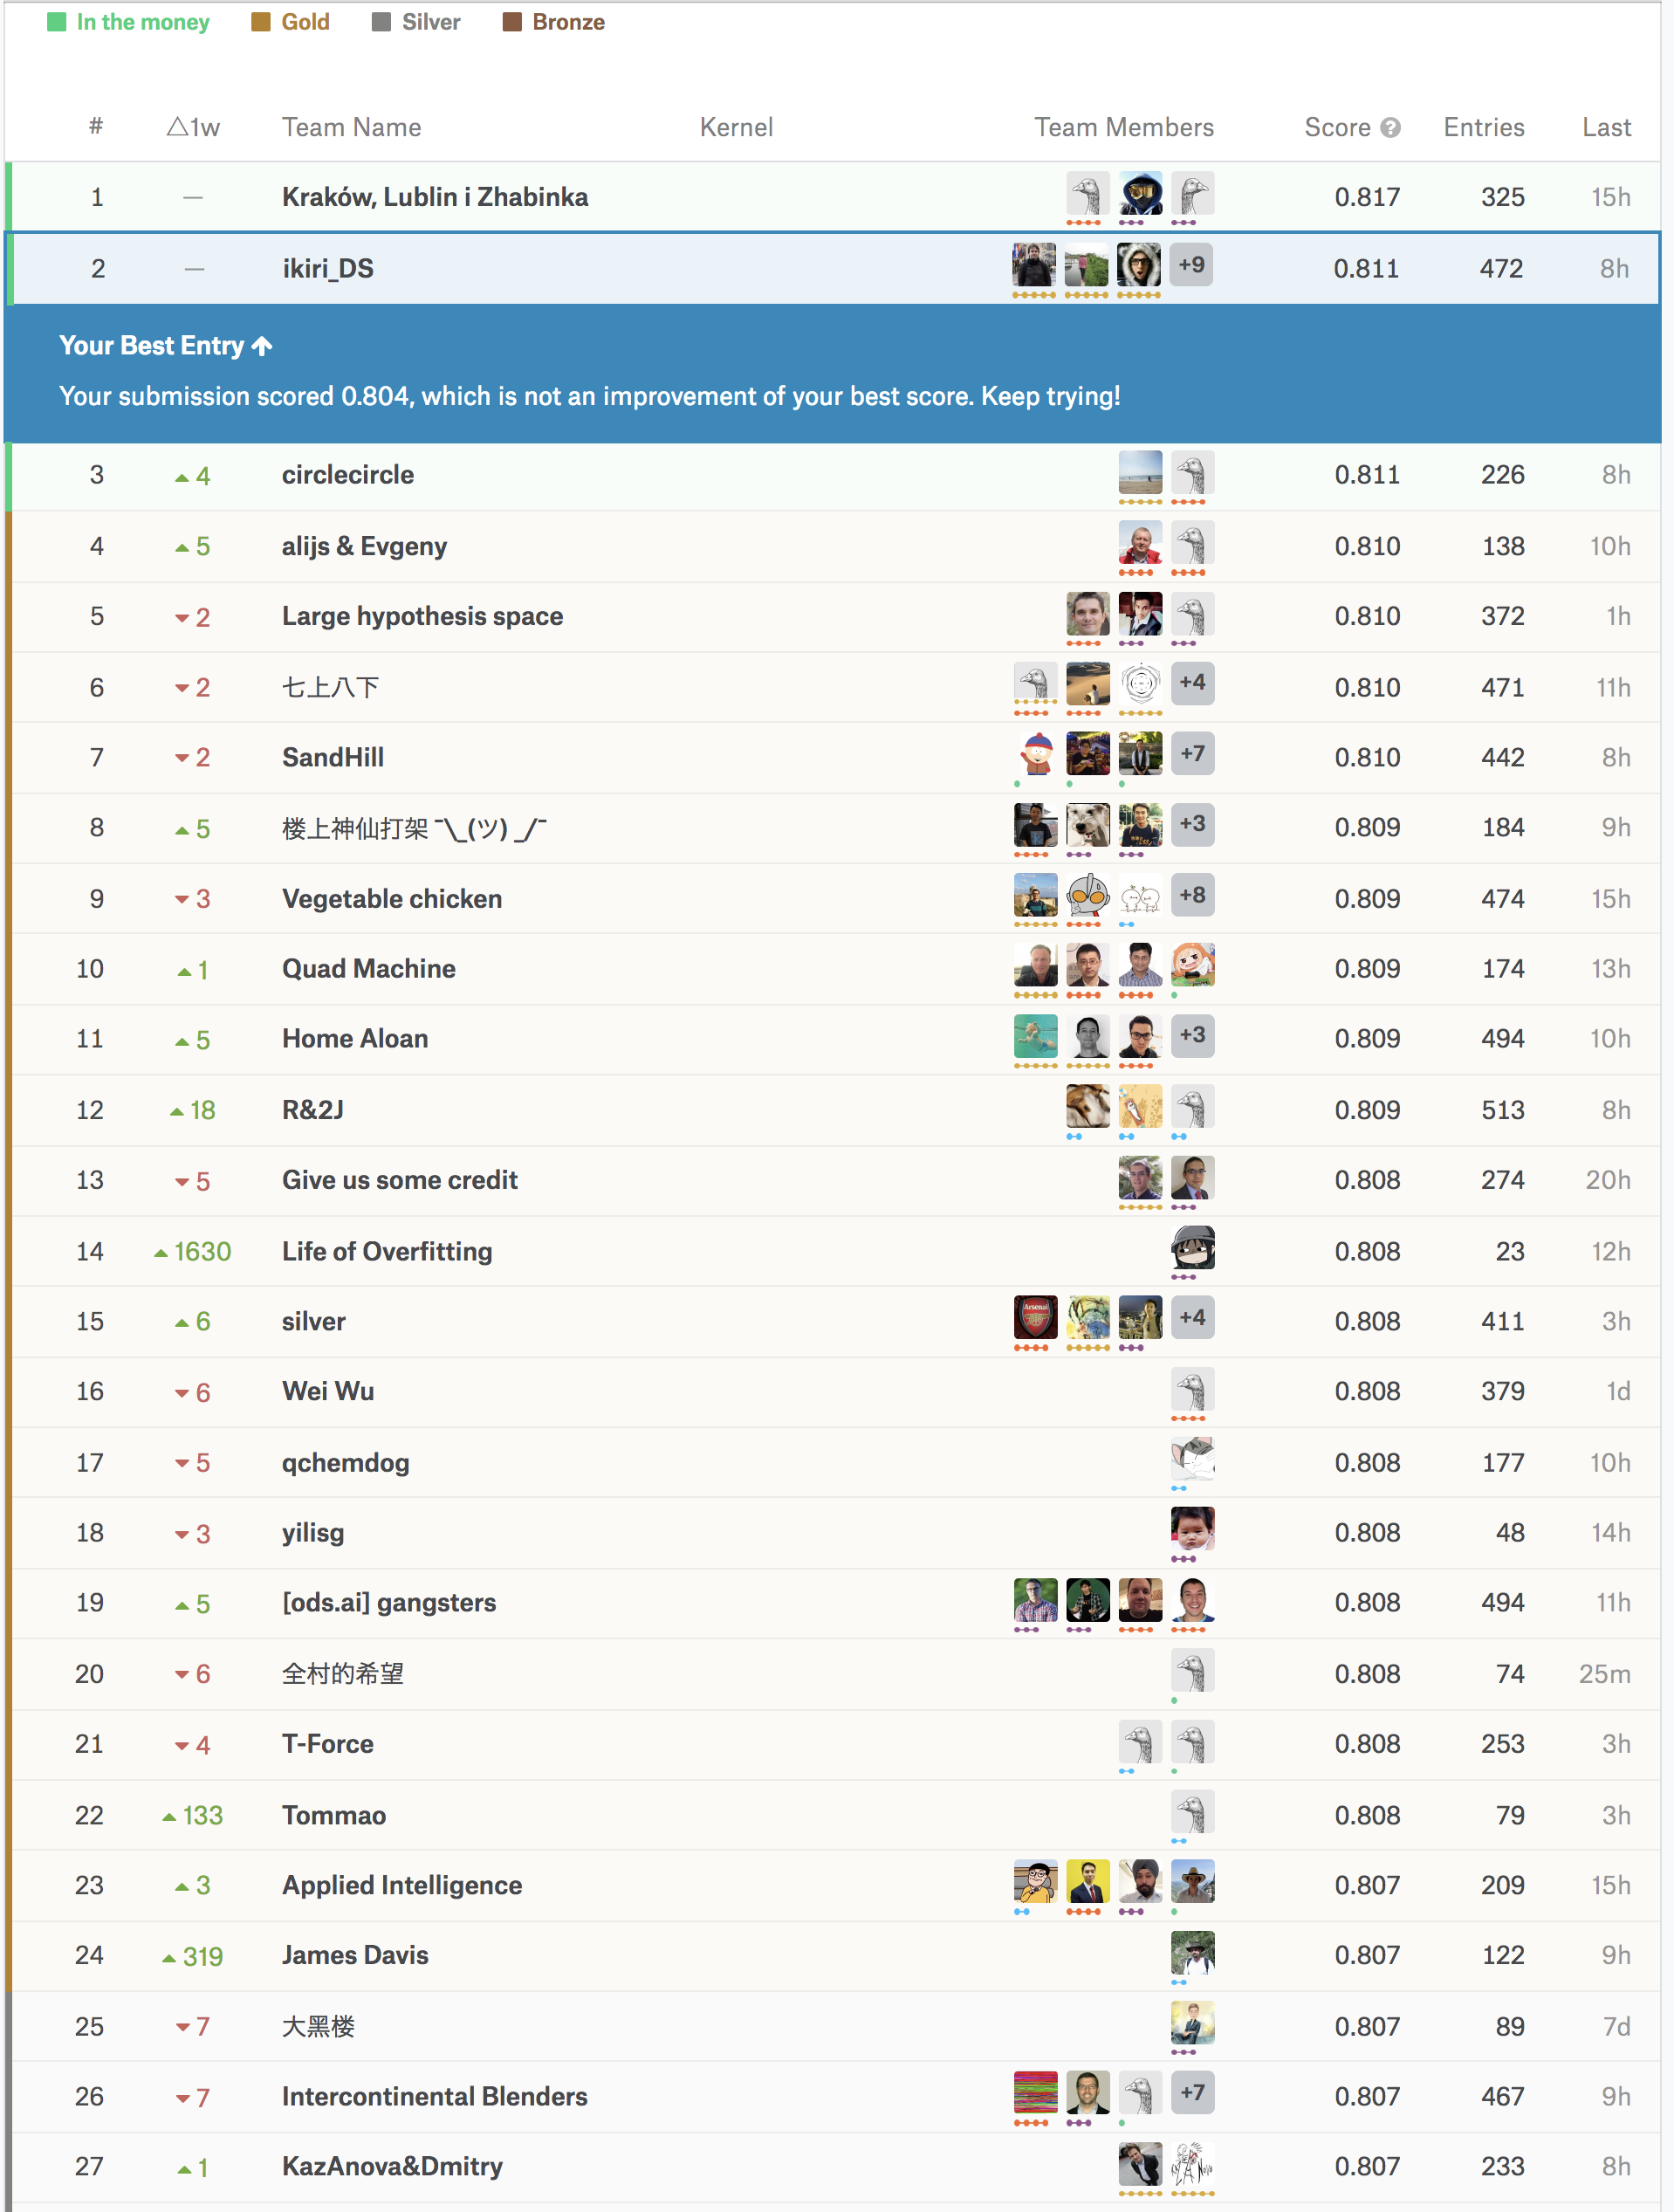 In the money Gold Silver Bronze
# △1w Team Name Kernel Team Members Score ? Entries Last
1 — Kraków, Lublin i Zhabinka 0.817 325 15h
2 — ikiri_DS +9 0.811 472 8h
Your Best Entry ↑
Your submission scored 0.804, which is not an improvement of your best score. Keep trying!
3 ▲ 4 circlecircle 0.811 226 8h
4 ▲ 5 alijs & Evgeny 0.810 138 10h
5 ▼ 2 Large hypothesis space 0.810 372 1h
6 ▼ 2 七上八下 +4 0.810 471 11h
7 ▼ 2 SandHill +7 0.810 442 8h
8 ▲ 5 楼上神仙打架 ¯\_(ツ)_/¯ +3 0.809 184 9h
9 ▼ 3 Vegetable chicken +8 0.809 474 15h
10 ▲ 1 Quad Machine 0.809 174 13h
11 ▲ 5 Home Aloan +3 0.809 494 10h
12 ▲ 18 R&2J 0.809 513 8h
13 ▼ 5 Give us some credit 0.808 274 20h
14 ▲ 1630 Life of Overfitting 0.808 23 12h
15 ▲ 6 silver Arsenal +4 0.808 411 3h
16 ▼ 6 Wei Wu 0.808 379 1d
17 ▼ 5 qchemdog 0.808 177 10h
18 ▼ 3 yilisg 0.808 48 14h
19 ▲ 5 [ods.ai] gangsters 0.808 494 11h
20 ▼ 6 全村的希望 0.808 74 25m
21 ▼ 4 T-Force 0.808 253 3h
22 ▲ 133 Tommao 0.808 79 3h
23 ▲ 3 Applied Intelligence 0.807 209 15h
24 ▲ 319 James Davis 0.807 122 9h
25 ▼ 7 大黑楼 0.807 89 7d
26 ▼ 7 Intercontinental Blenders +7 0.807 467 9h
27 ▲ 1 KazAnova&Dmitry 0.807 233 8h